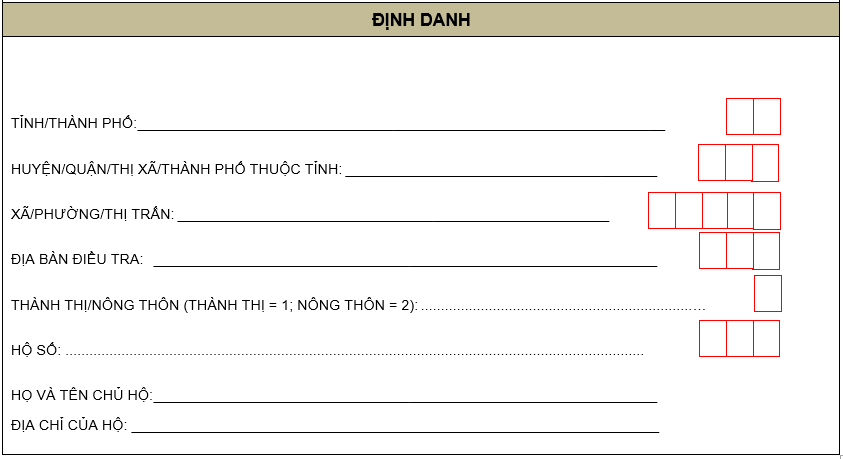 ĐỊNH DANH
TỈNH/THÀNH PHỐ:
HUYỆN/QUẬN/THỊ XÃ/THÀNH PHỐ THUỘC TỈNH:
XÃ/PHƯỜNG/THỊ TRẤN:
ĐỊA BÀN ĐIỀU TRA:
THÀNH THỊ/NÔNG THÔN (THÀNH THỊ = 1; NÔNG THÔN = 2):
HỘ SỐ:
HỌ VÀ TÊN CHỦ HỘ:
ĐỊA CHỈ CỦA HỘ: